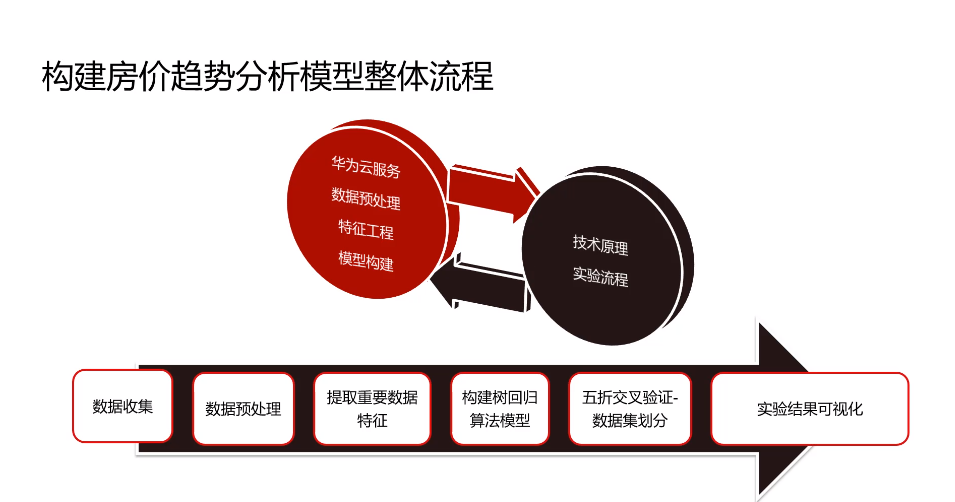 构建房价趋势分析模型整体流程
华为云服务
数据预处理
特征工程
模型构建
技术原理
实验流程
数据收集
数据预处理
提取重要数据
特征
构建树回归
算法模型
五折交叉验证-
数据集划分
实验结果可视化